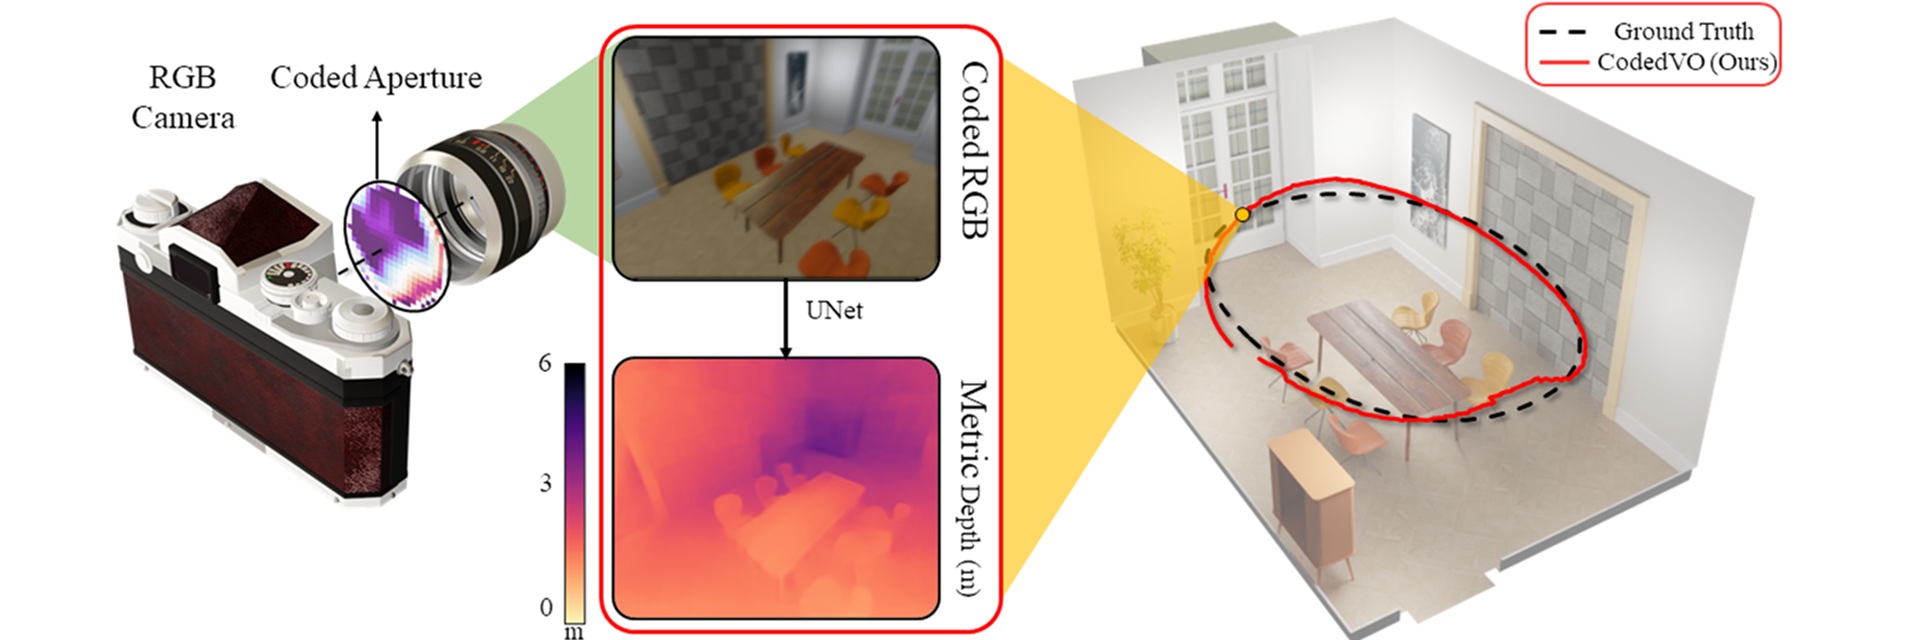 RGB
Camera
Coded Aperture
Coded RGB
UNet
Metric Depth (m)
6
3
0
m
Ground Truth
CodedVO (Ours)